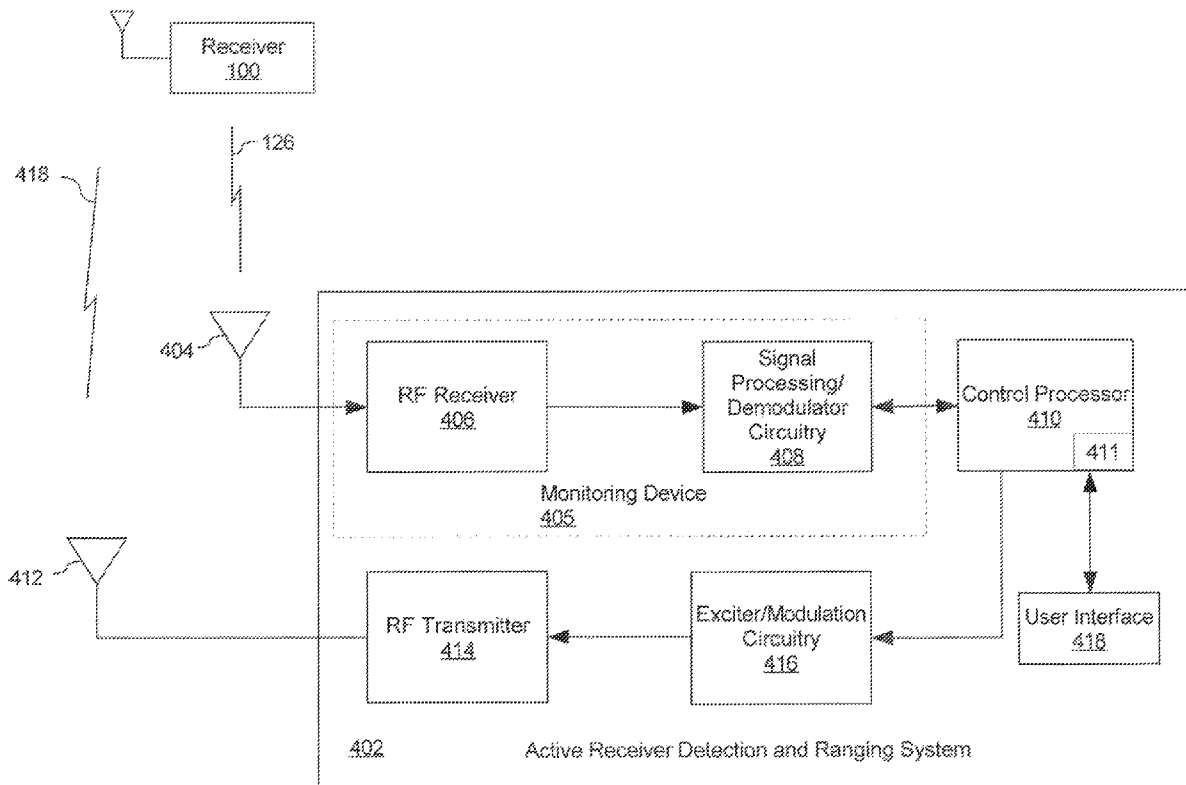 Receiver
100
126
418
404
RF Receiver
406
Signal
Processing/
Demodulator
Circuitry
408
Control Processor
410
411
Monitoring Device
405
412
RF Transmitter
414
Exciter/Modulation
Circuitry
416
User Interface
418
402
Active Receiver Detection and Ranging System